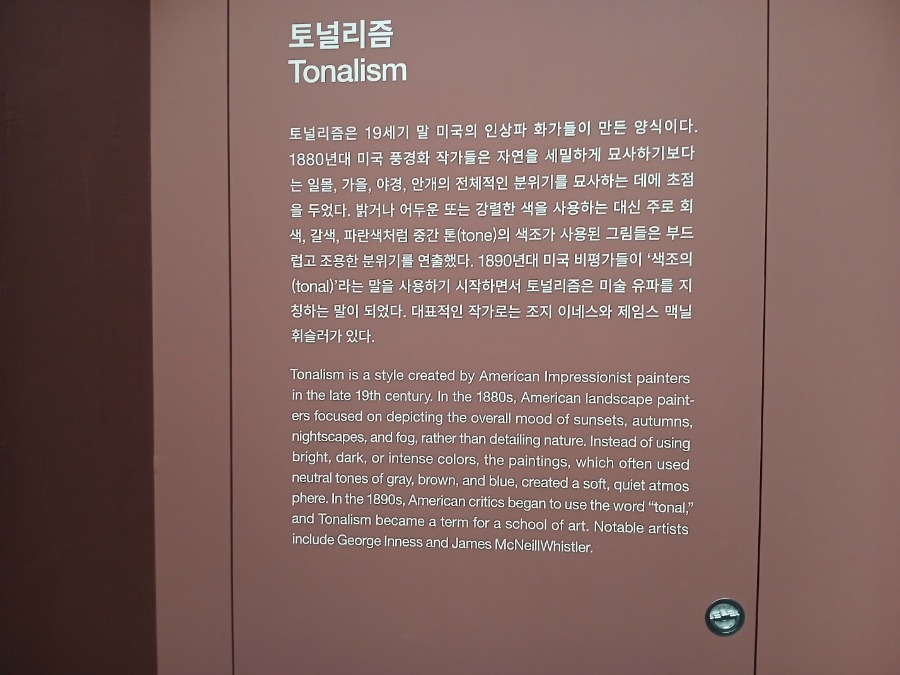 토널리즘
Tonalism
토널리즘은 19세기 말 미국의 인상파 화가들이 만든 양식이다.
1880년대 미국 풍경화 작가들은 자연을 세밀하게 묘사하기보다
는 일몰, 가을, 야경, 안개의 전체적인 분위기를 묘사하는 데에 초점
을 두었다. 밝거나 어두운 또는 강렬한 색을 사용하는 대신 주로 회
색, 갈색, 파란색처럼 중간 톤(tone)의 색조가 사용된 그림들은 부드
럽고 조용한 분위기를 연출했다. 1890년대 미국 비평가들이 ‘색조의
(tonal)’라는 말을 사용하기 시작하면서 토널리즘은 미술 유파를 지
칭하는 말이 되었다. 대표적인 작가로는 조지 이네스와 제임스 맥닐
휘슬러가 있다.
Tonalism is a style created by American Impressionist painters
in the late 19th century. In the 1880s, American landscape paint-
ers focused on depicting the overall mood of sunsets, autumns,
nightscapes, and fog, rather than detailing nature. Instead of using
bright, dark, or intense colors, the paintings, which often used
neutral tones of gray, brown, and blue, created a soft, quiet atmos
phere. In the 1890s, American critics began to use the word “tonal,”
and Tonalism became a term for a school of art. Notable artists
include George Inness and James McNeillWhistler.